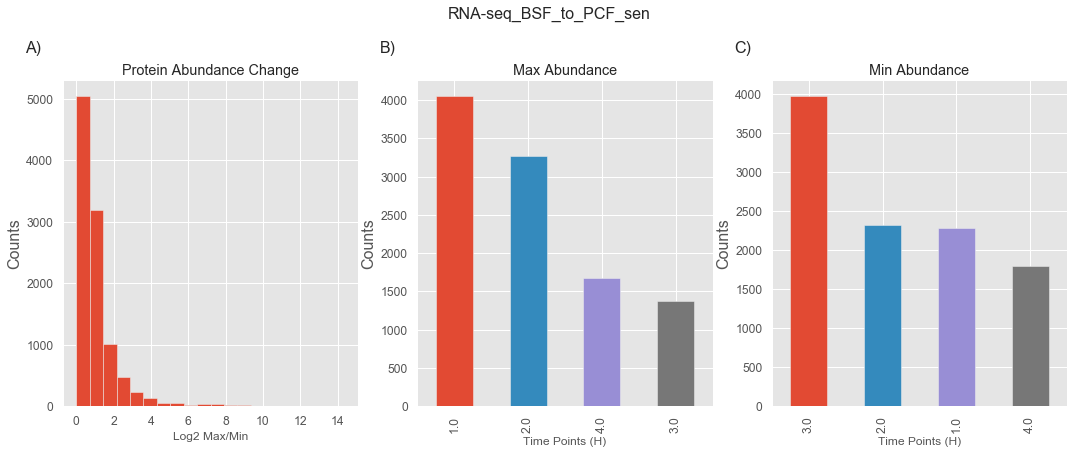 RNA-seq_BSF_to_PCF_sen
A)
Protein Abundance Change
Counts
5000
4000
3000
2000
1000
0
0 2 4 6 8 10 12 14
Log2 Max/Min
B)
Max Abundance
Counts
4000
3500
3000
2500
2000
1500
1000
500
0
1.0 2.0 4.0 3.0
Time Points (H)
C)
Min Abundance
Counts
4000
3500
3000
2500
2000
1500
1000
500
0
3.0 2.0 1.0 4.0
Time Points (H)